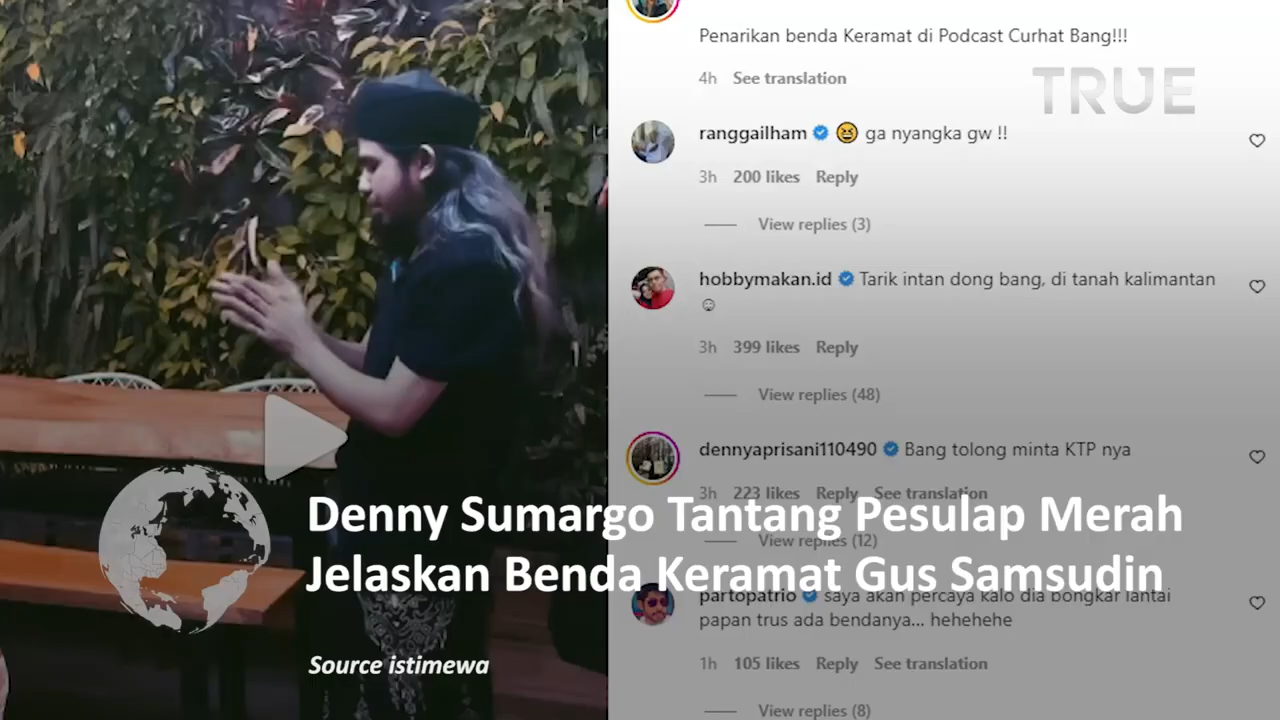 Penarikan benda Keramat di Podcast Curhat Bang!!!
4h See translation
TRUE
ranggailham 😆 ga nyangka gw !!
3h 200 likes Reply
View replies (3)
hobbymakan.id Tarik intan dong bang, di tanah kalimantan
☺
3h 399 likes Reply
View replies (48)
dennyaprisani110490 Bang tolong minta KTP nya
3h 223 likes Reply See translation
View replies (12)
Denny Sumargo Tantang Pesulap Merah
Jelaskan Benda Keramat Gus Samsudin
partopatrio saya akan percaya kalo dia bongkar lantai
papan trus ada bendanya... hehehehe
Source istimewa
1h 105 likes Reply See translation
View replies (8)